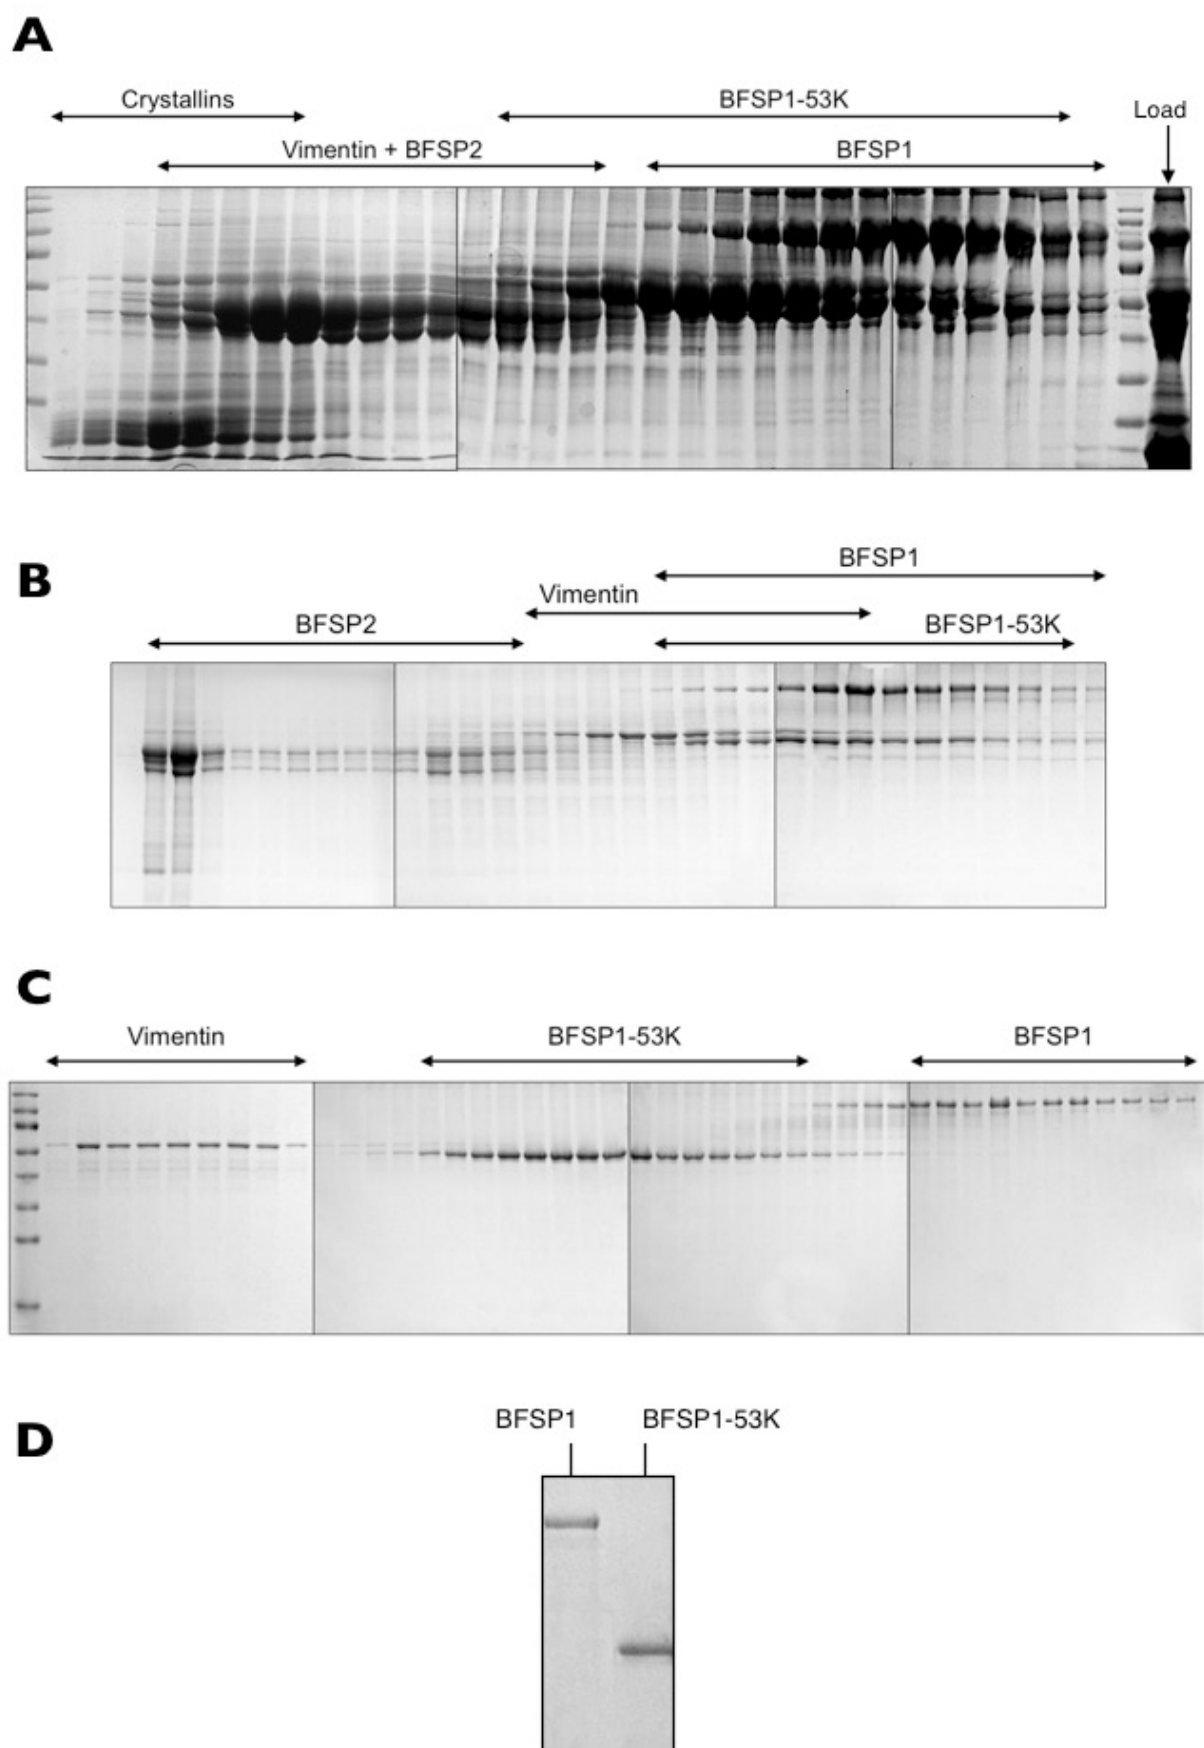 A
Crystallins
BFSP1-53K
Load
Vimentin + BFSP2
BFSP1
B
BFSP1
Vimentin
BFSP2
BFSP1-53K
C
Vimentin
BFSP1-53K
BFSP1
D
BFSP1
BFSP1-53K